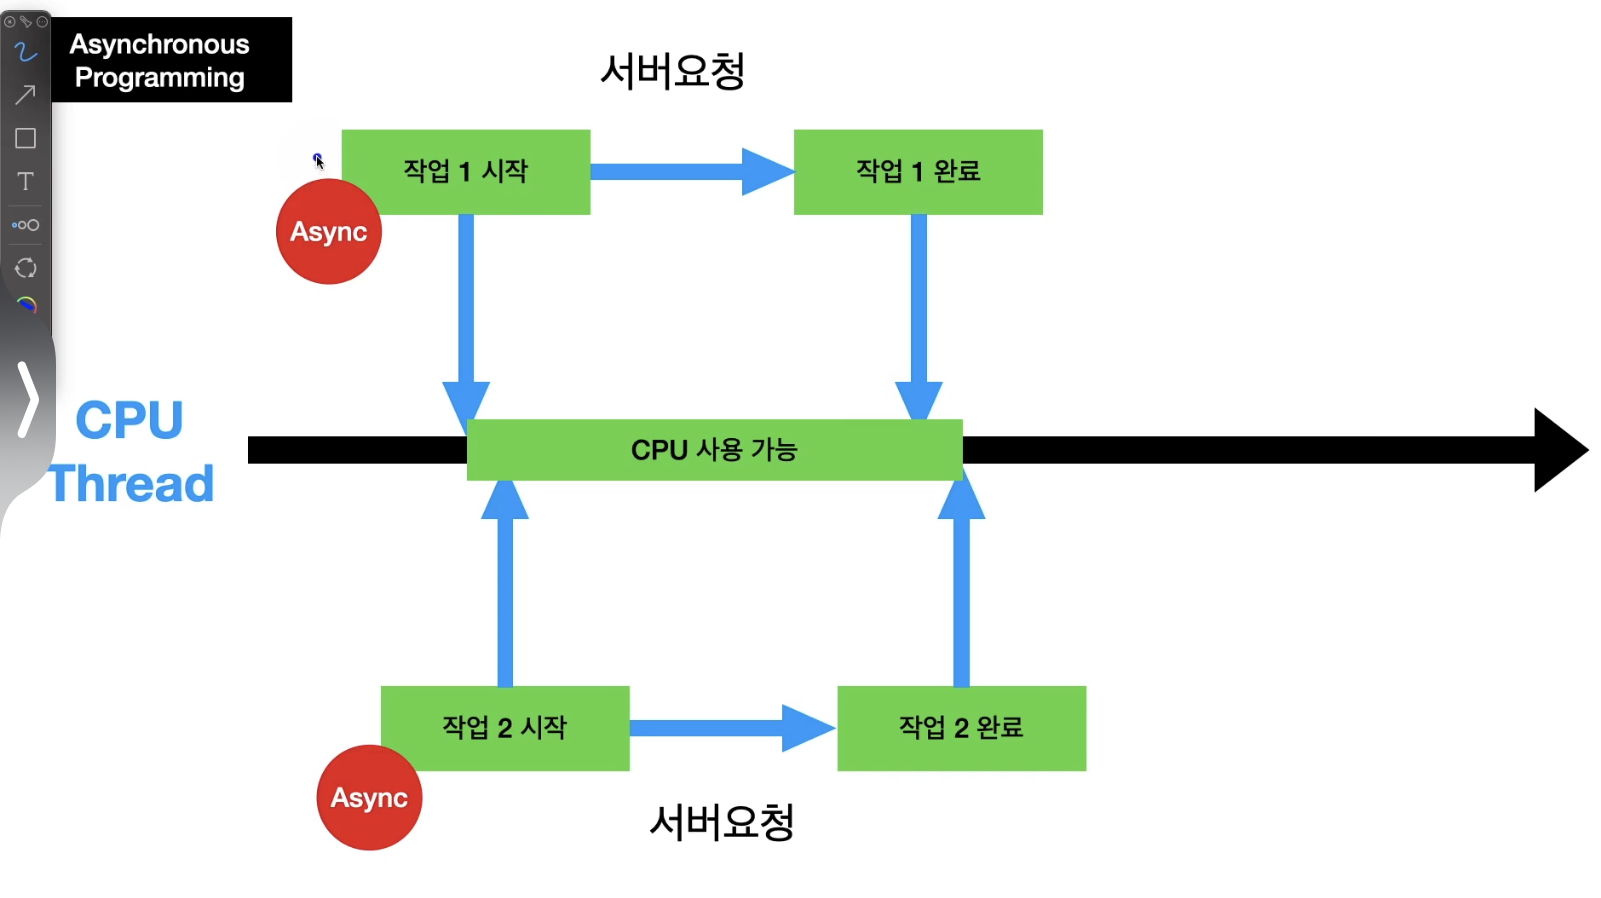 Asynchronous
Programming
서버요청
작업 1 시작
작업 1 완료
Async
CPU
Thread
CPU 사용 가능
작업 2 시작
작업 2 완료
Async
서버요청